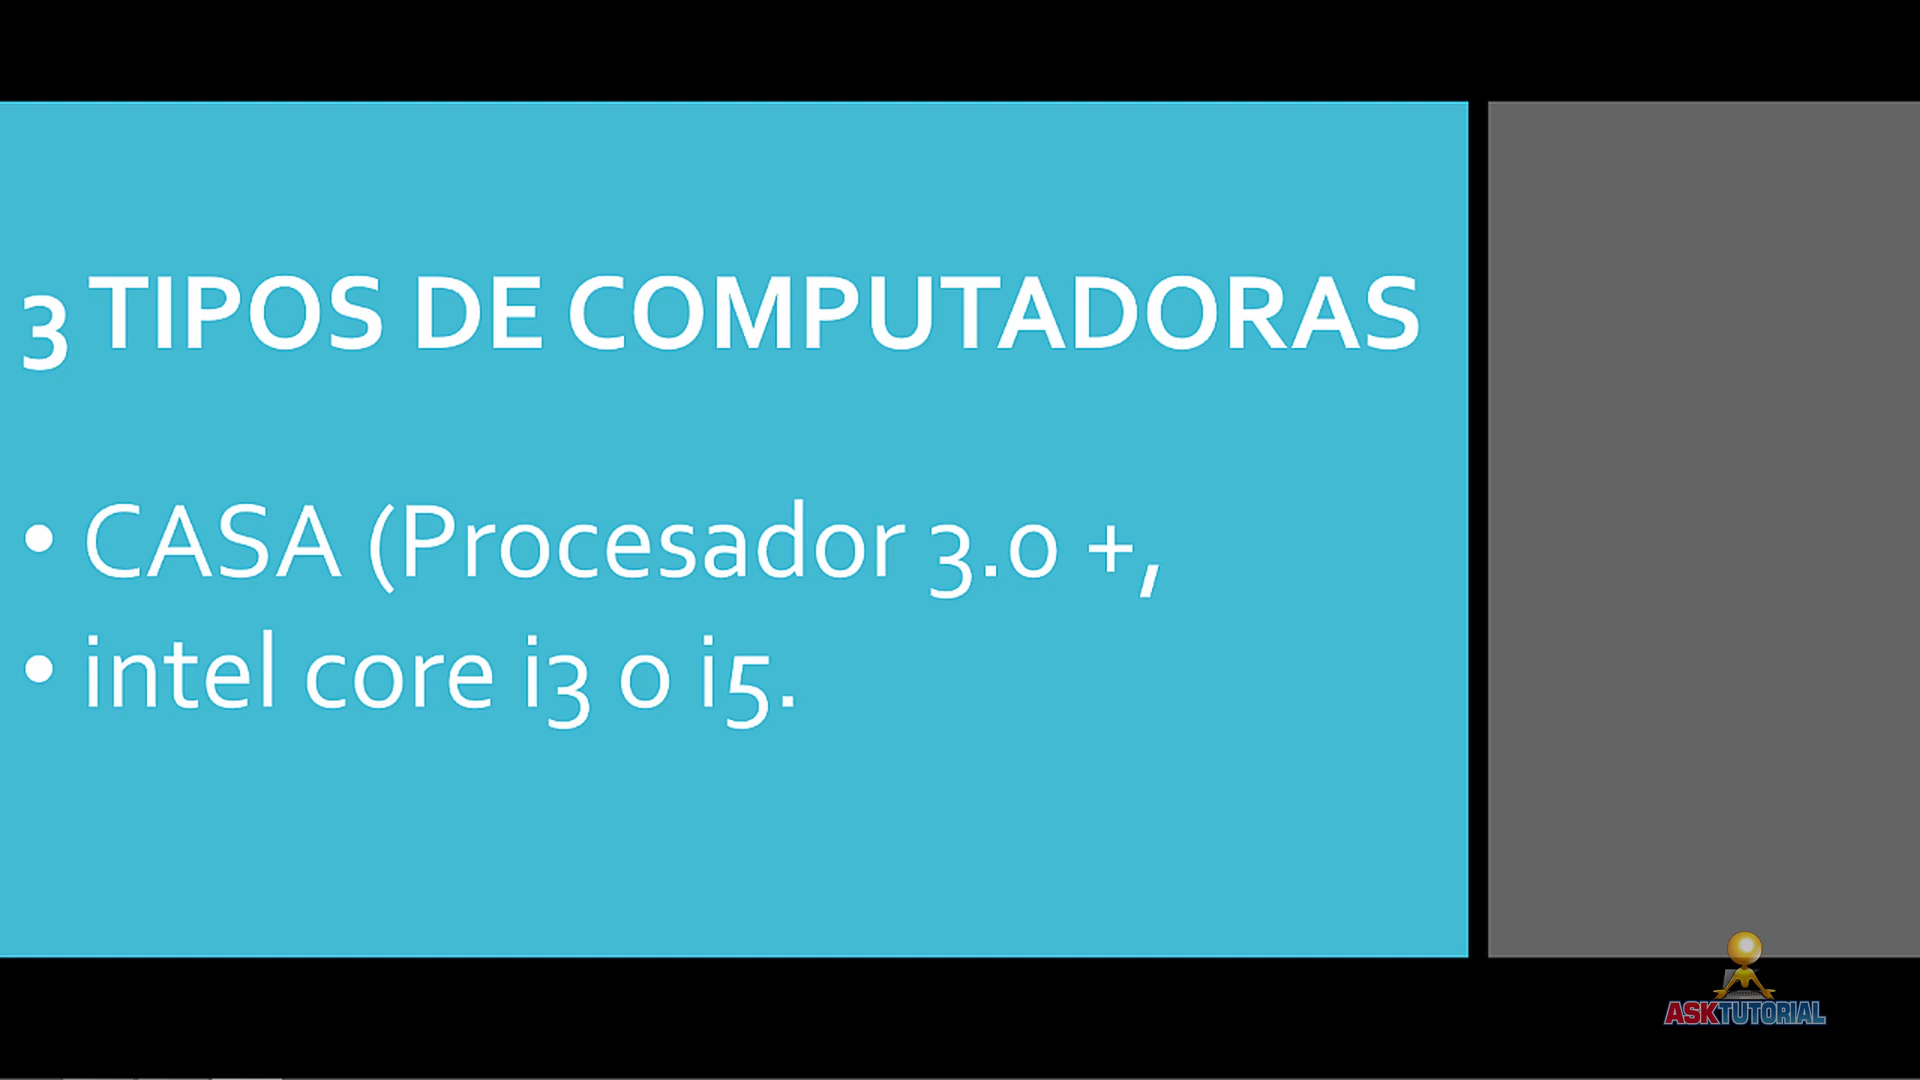 3 TIPOS DE COMPUTADORAS
• CASA (Procesador 3.0 +,
• intel core i3 o i5.
ASKTUTORIAL